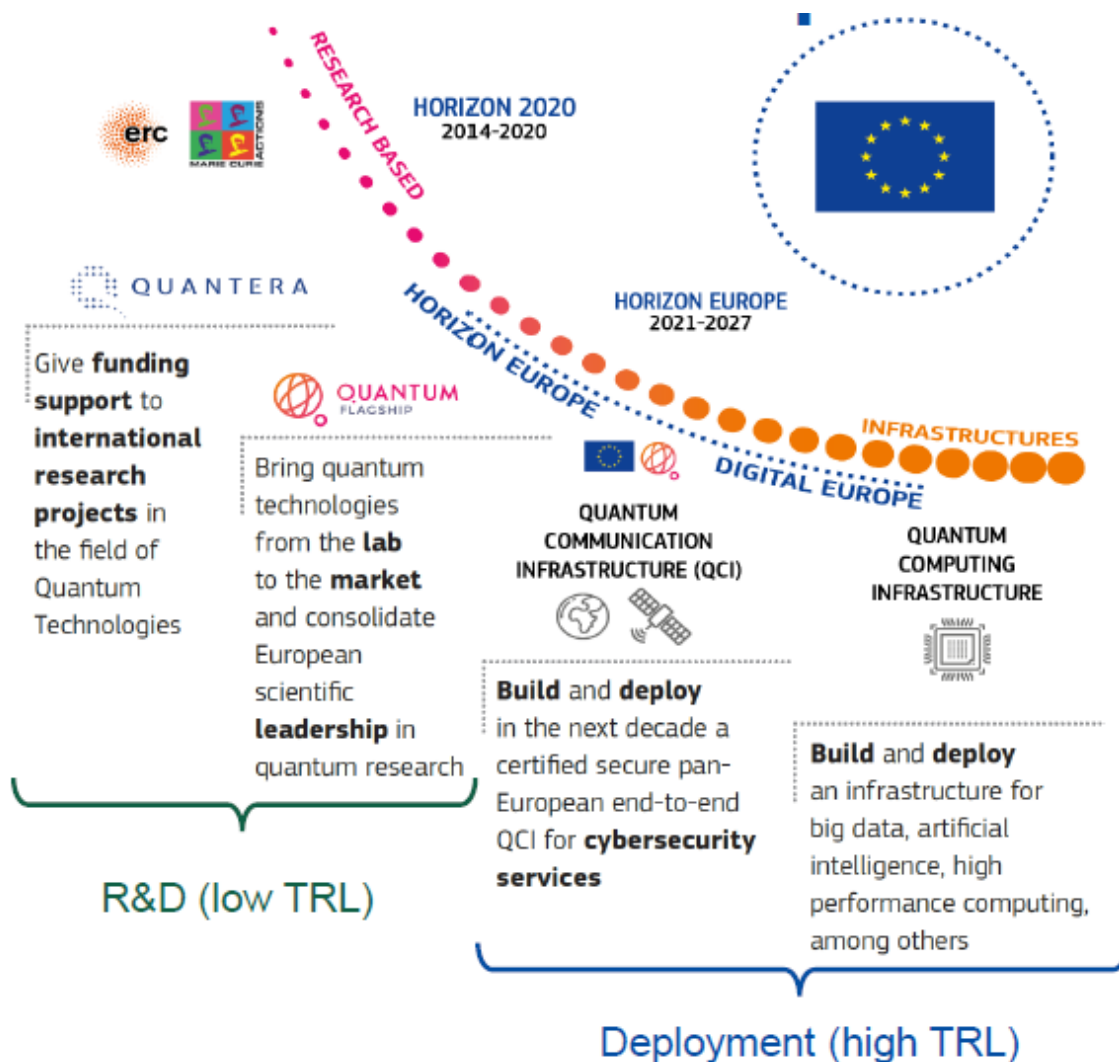 RESEARCH BASED
HORIZON 2020
2014-2020
erc
MARIE CURIE
ACTIONS
QUANTERA
HORIZON EUROPE
2021-2027
HORIZON EUROPE
DIGITAL EUROPE
INFRASTRUCTURES
Give funding
support to
international
research
projects in
the field of
Quantum
Technologies
QUANTUM
FLAGSHIP
Bring quantum
technologies
from the lab
to the market
and consolidate
European
scientific
leadership in
quantum research
QUANTUM
COMMUNICATION
INFRASTRUCTURE (QCI)
Build and deploy
in the next decade a
certified secure pan-
European end-to-end
QCI for cybersecurity
services
QUANTUM
COMPUTING
INFRASTRUCTURE
Build and deploy
an infrastructure for
big data, artificial
intelligence, high
performance computing,
among others
R&D (low TRL)
Deployment (high TRL)